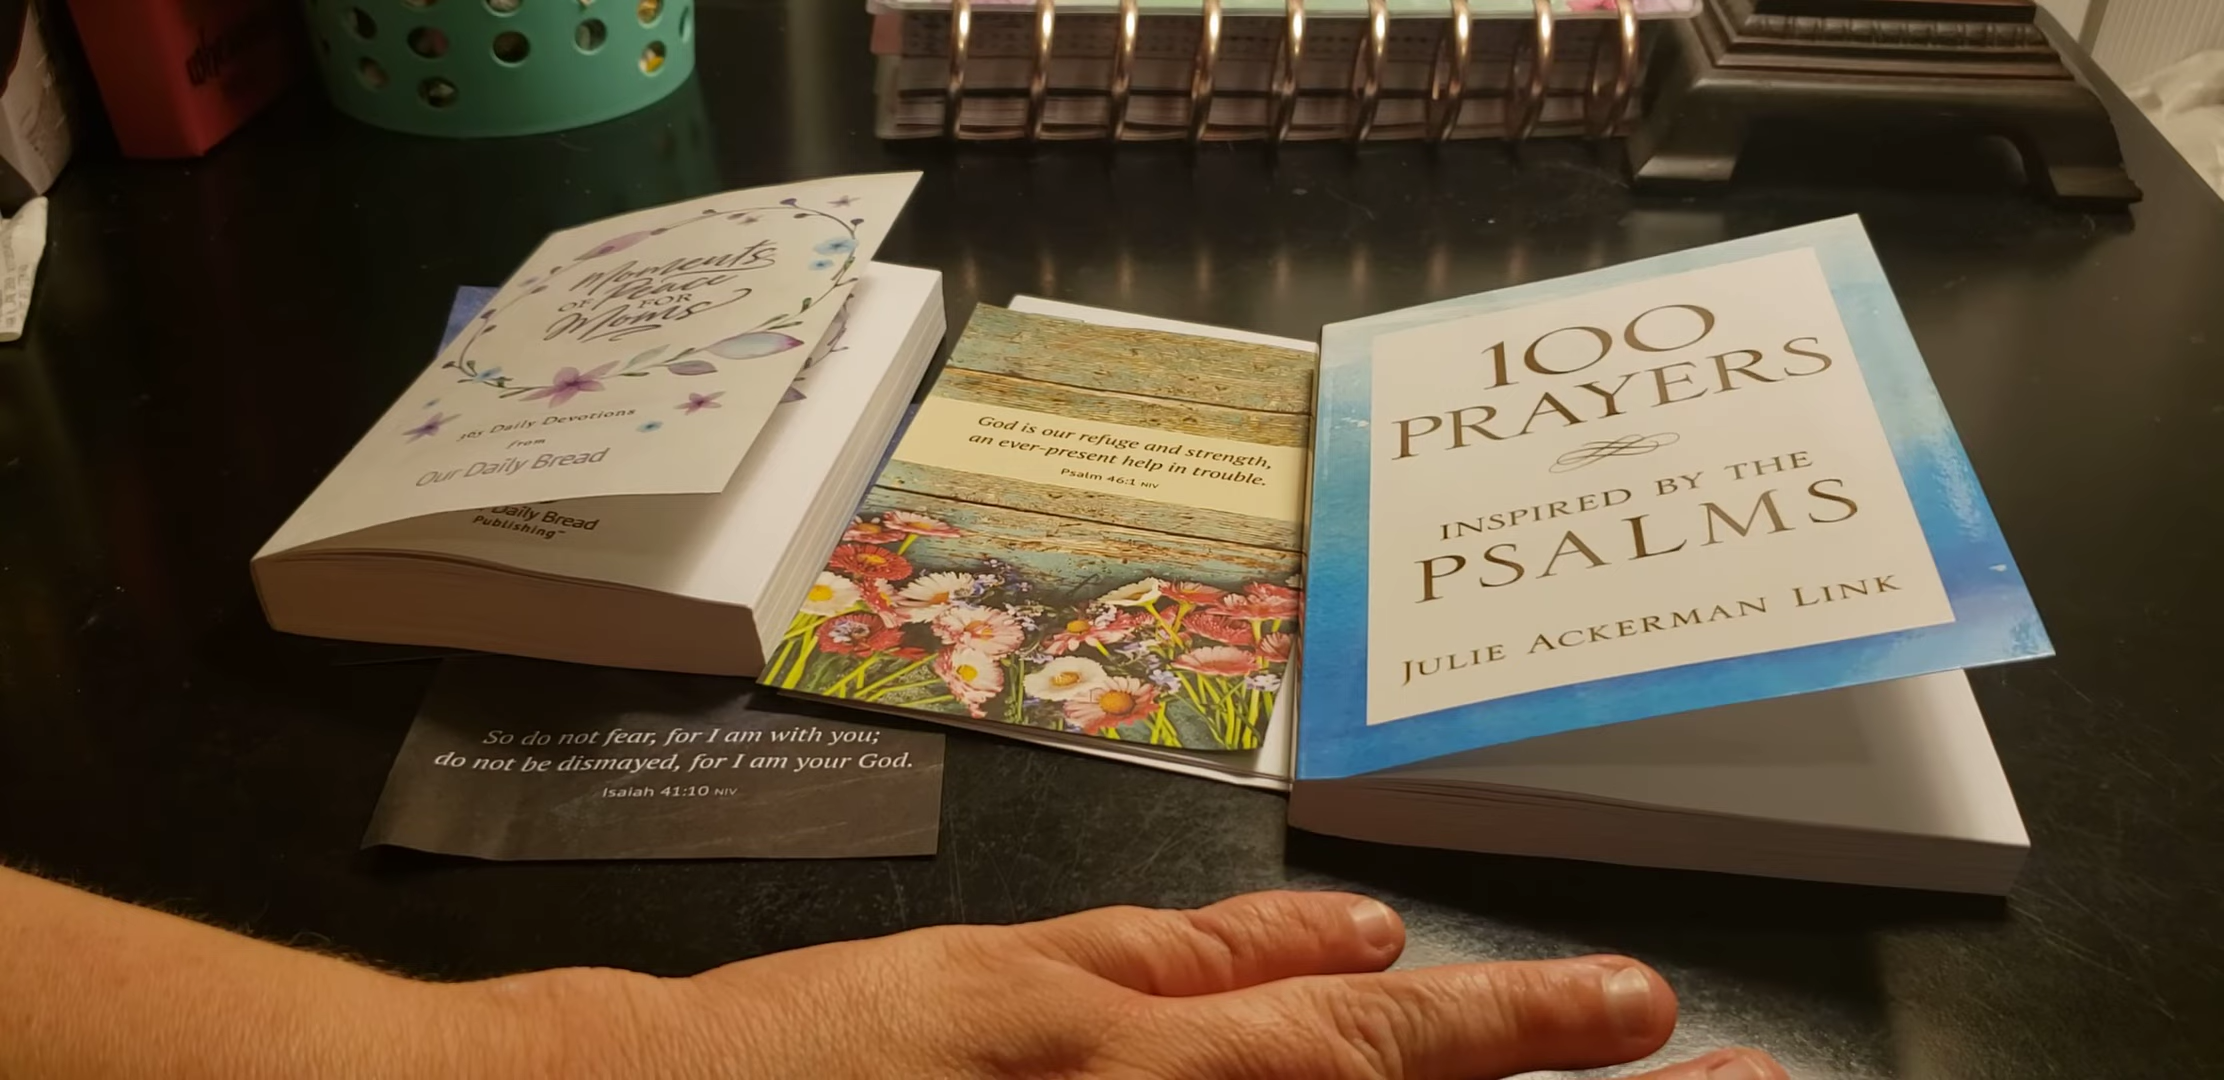 Moments
OF Peace
FOR
Moms
365 Daily Devotions
from
Our Daily Bread
Daily Bread
Publishing™
God is our refuge and strength,
an ever-present help in trouble.
Psalm 46:1 NIV
100
PRAYERS
INSPIRED BY THE
PSALMS
JULIE ACKERMAN LINK
So do not fear, for I am with you;
do not be dismayed, for I am your God.
Isaiah 41:10 NIV